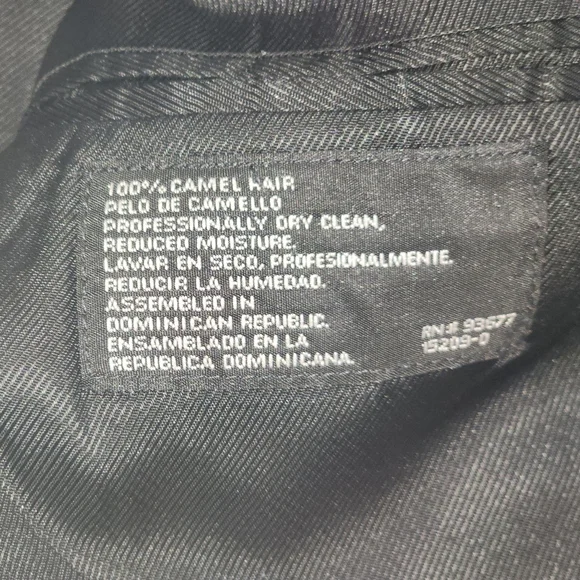 100% CAMEL HAIR
PELO DE CAMELLO
PROFESSIONALLY DRY CLEAN,
REDUCED MOISTURE.
LAVAR EN SECO, PROFESIONALMENTE.
REDUCIR LA HUMEDAD.
ASSEMBLED IN
DOMINICAN REPUBLIC.
ENSAMBLADO EN LA
REPUBLICA DOMINICANA.
RN# 93677
15209-0